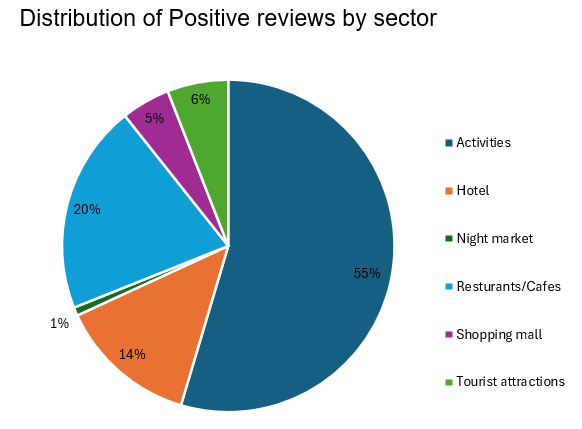 Distribution of Positive reviews by sector
6%
5%
20%
55%
1%
14%
Activities
Hotel
Night market
Resturants/Cafes
Shopping mall
Tourist attractions